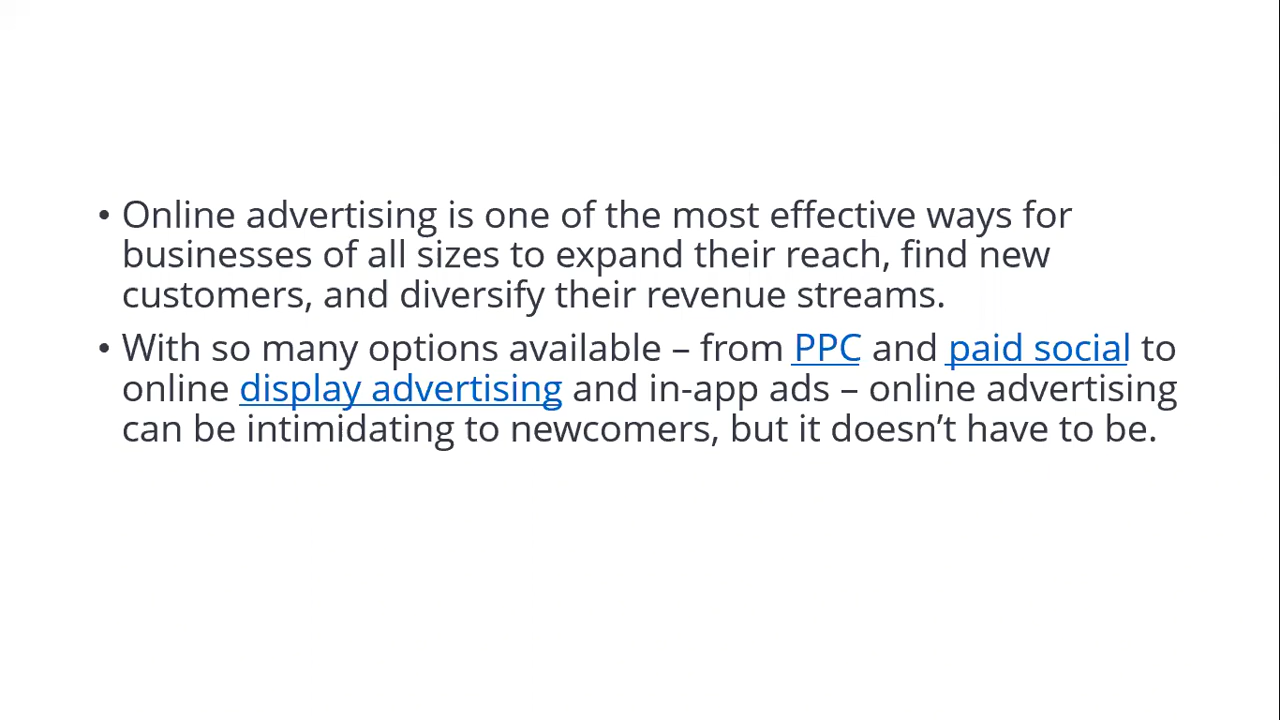 • Online advertising is one of the most effective ways for
businesses of all sizes to expand their reach, find new
customers, and diversify their revenue streams.
• With so many options available – from PPC and paid social to
online display advertising and in-app ads – online advertising
can be intimidating to newcomers, but it doesn’t have to be.